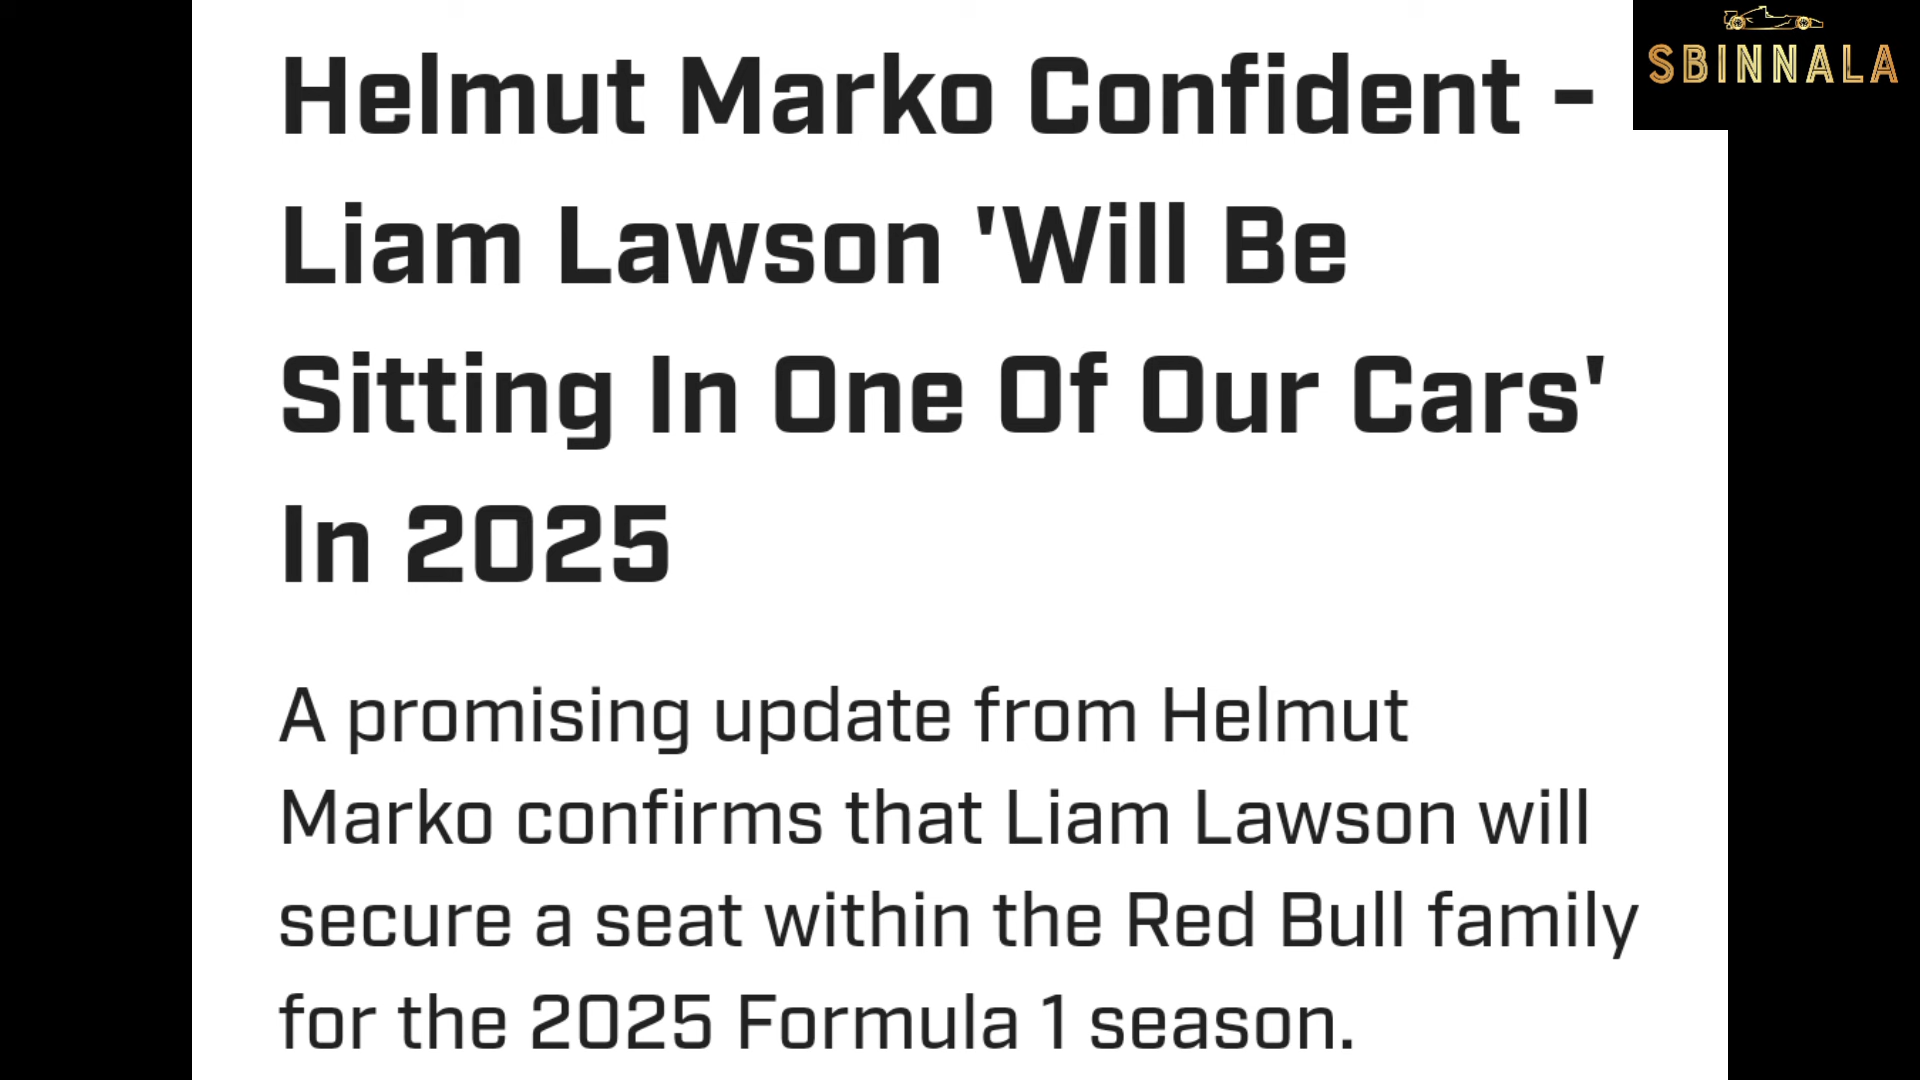 Helmut Marko Confident -
Liam Lawson 'Will Be
Sitting In One Of Our Cars'
In 2025
A promising update from Helmut
Marko confirms that Liam Lawson will
secure a seat within the Red Bull family
for the 2025 Formula 1 season.
SBINNALA